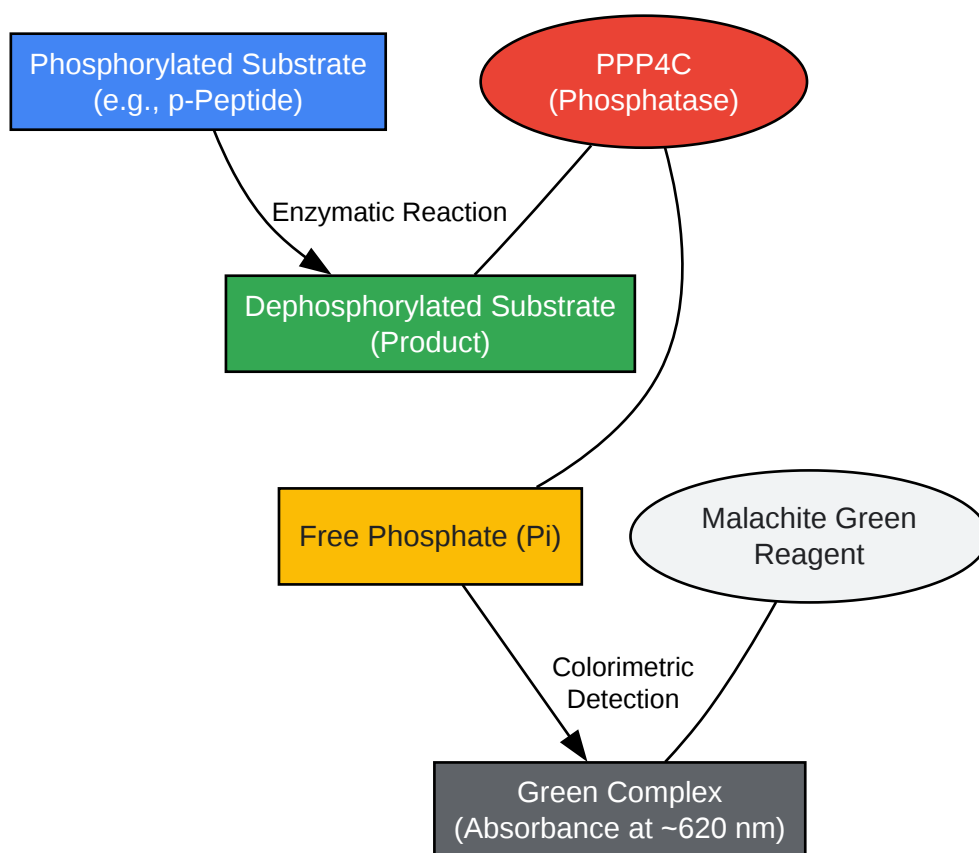 Phosphorylated Substrate
(e.g., p-Peptide)
PPP4C
(Phosphatase)
Enzymatic Reaction
Dephosphorylated Substrate
(Product)
Free Phosphate (Pi)
Malachite Green
Reagent
Colorimetric
Detection
Green Complex
(Absorbance at ~620 nm)